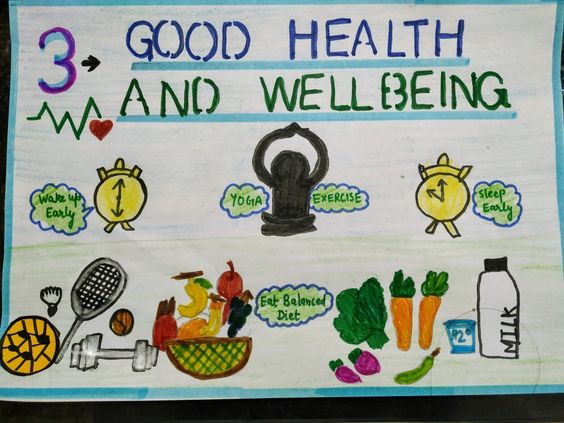 3 → GOOD HEALTH
AND WELLBEING
Wake up
Early
YOGA
EXERCISE
Sleep
Early
Eat Balanced
Diet
MILK